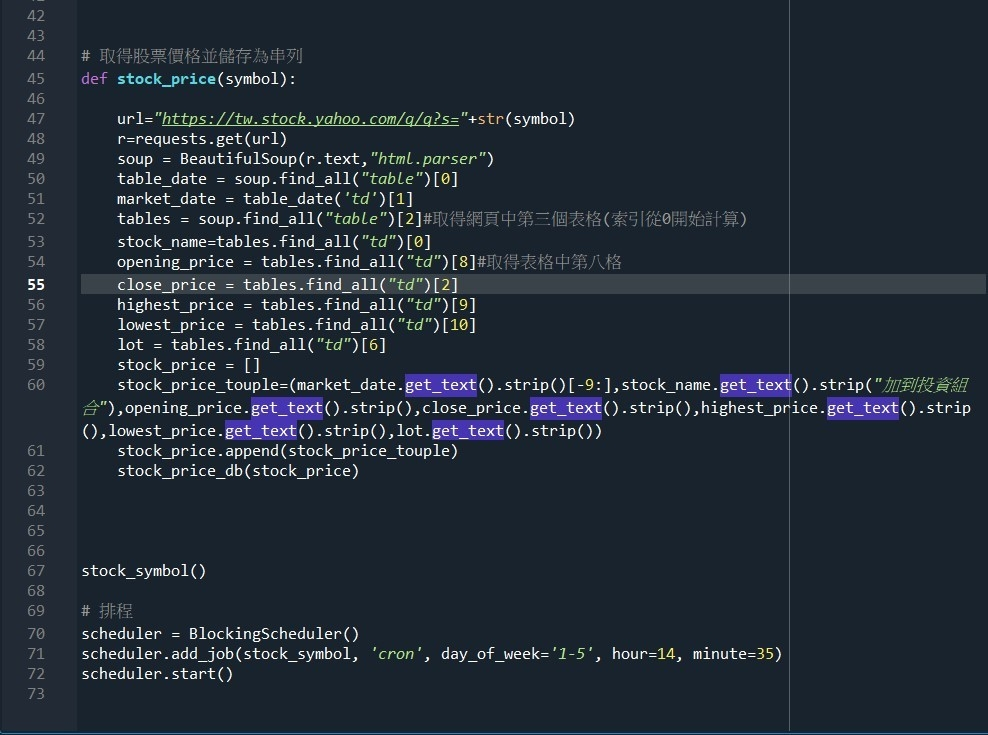 42
43
44 # 取得股票價格並儲存為串列
45 def stock_price(symbol):
46
47 url="https://tw.stock.yahoo.com/q/q?s="+str(symbol)
48 r=requests.get(url)
49 soup = BeautifulSoup(r.text,"html.parser")
50 table_date = soup.find_all("table")[0]
51 market_date = table_date('td')[1]
52 tables = soup.find_all("table")[2]#取得網頁中第三個表格(索引從0開始計算)
53 stock_name=tables.find_all("td")[0]
54 opening_price = tables.find_all("td")[8]#取得表格中第八格
55 close_price = tables.find_all("td")[2]
56 highest_price = tables.find_all("td")[9]
57 lowest_price = tables.find_all("td")[10]
58 lot = tables.find_all("td")[6]
59 stock_price = []
60 stock_price_touple=(market_date.get_text().strip()[-9:],stock_name.get_text().strip("加到投資組
合"),opening_price.get_text().strip(),close_price.get_text().strip(),highest_price.get_text().strip
(),lowest_price.get_text().strip(),lot.get_text().strip())
61 stock_price.append(stock_price_touple)
62 stock_price_db(stock_price)
63
64
65
66
67 stock_symbol()
68
69 # 排程
70 scheduler = BlockingScheduler()
71 scheduler.add_job(stock_symbol, 'cron', day_of_week='1-5', hour=14, minute=35)
72 scheduler.start()
73